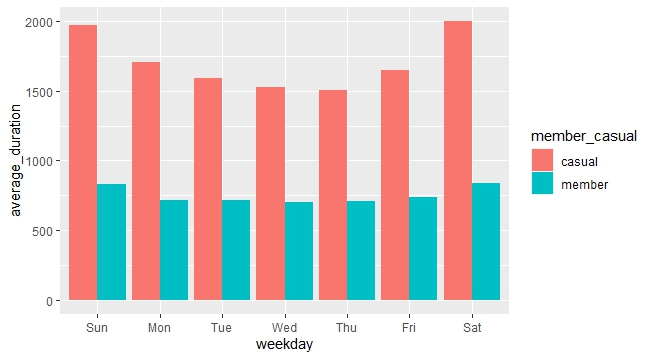 2000
1500
1000
500
0
average_duration
Sun Mon Tue Wed Thu Fri Sat
weekday
member_casual
casual
member